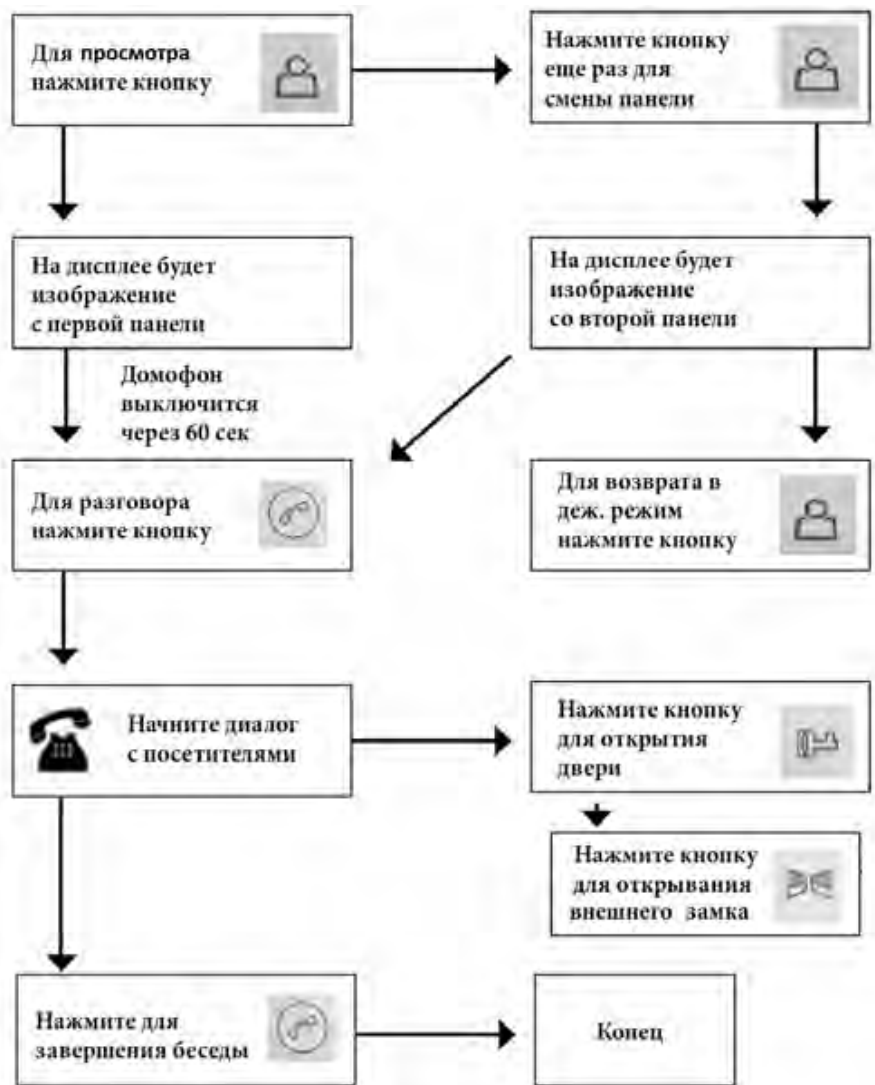 Для просмотра
нажмите кнопку
Нажмите кнопку
еще раз для
смены панели
На дисплее будет
изображение
с первой панели
На дисплее будет
изображение
со второй панели
Домофон
выключится
через 60 сек
Для разговора
нажмите кнопку
Для возврата в
деж. режим
нажмите кнопку
Начните диалог
с посетителями
Нажмите кнопку
для открытия
двери
Нажмите кнопку
для открывания
внешнего замка
Нажмите для
завершения беседы
Конец